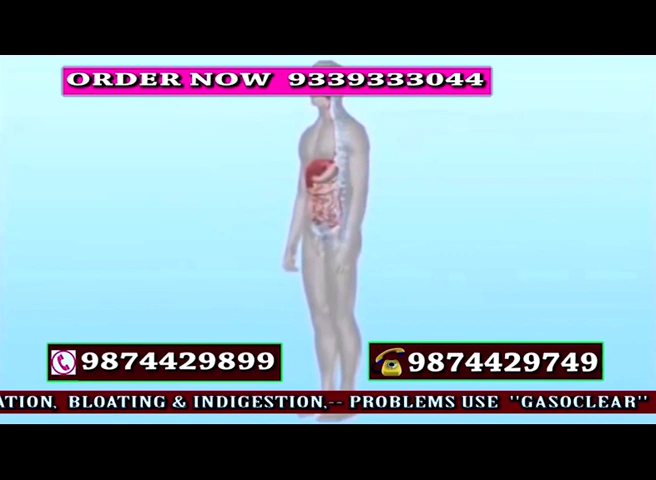 ORDER NOW 9339333044
9874429899
9874429749
ATION, BLOATING & INDIGESTION,-- PROBLEMS USE "GASOCLEAR"